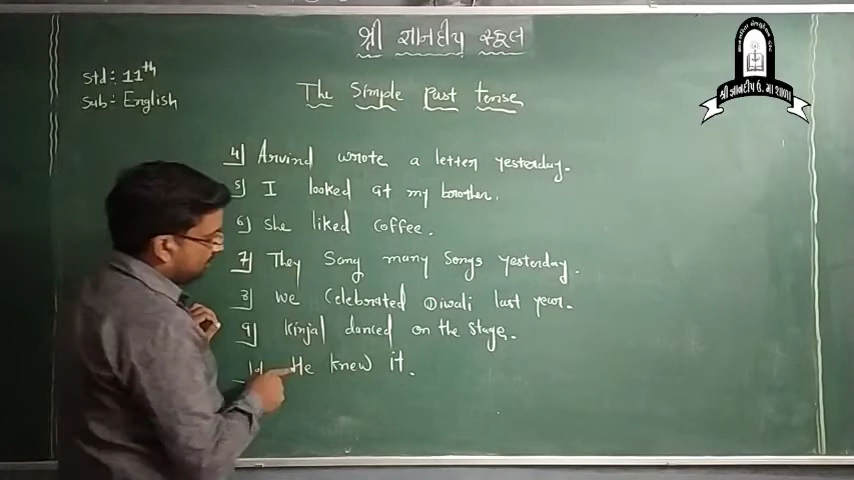 શ્રી જ્ઞાનદીપ સ્કૂલ
Std: 11th
Sub: English
The Simple Past Tense
4] Arvind wrote a letter yesterday.
5] I looked at my brother.
6] She liked coffee.
7] They Sang many Songs yesterday.
8] We Celebrated Diwali last year.
9] Kinjal danced on the stage.
10] He knew it.
શ્રી જ્ઞાનદીપ ઉ. મા શાળા